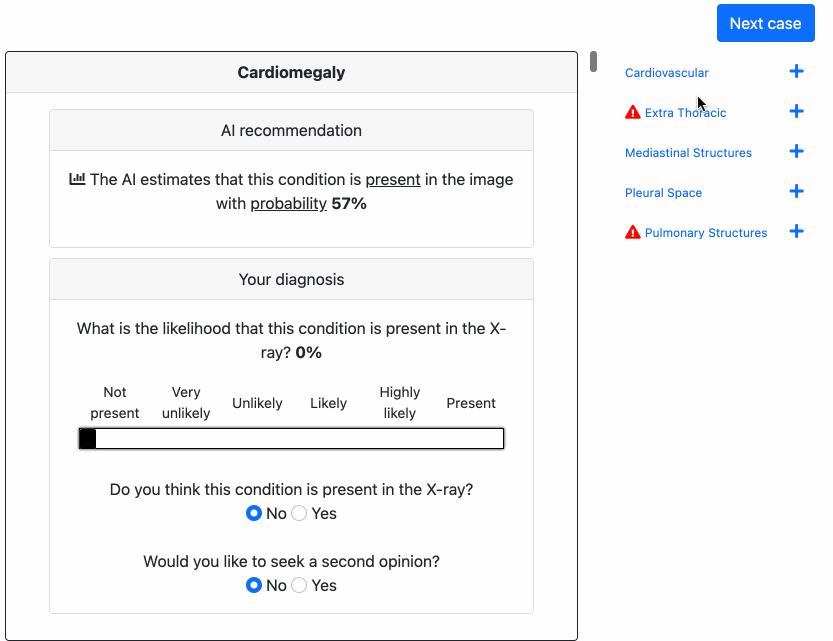 Next case
Cardiomegaly
AI recommendation
The AI estimates that this condition is present in the image
with probability 57%
Your diagnosis
What is the likelihood that this condition is present in the X-
ray? 0%
Not present
Very unlikely
Unlikely
Likely
Highly likely
Present
Do you think this condition is present in the X-ray?
No Yes
Would you like to seek a second opinion?
No Yes
Cardiovascular
Extra Thoracic
Mediastinal Structures
Pleural Space
Pulmonary Structures